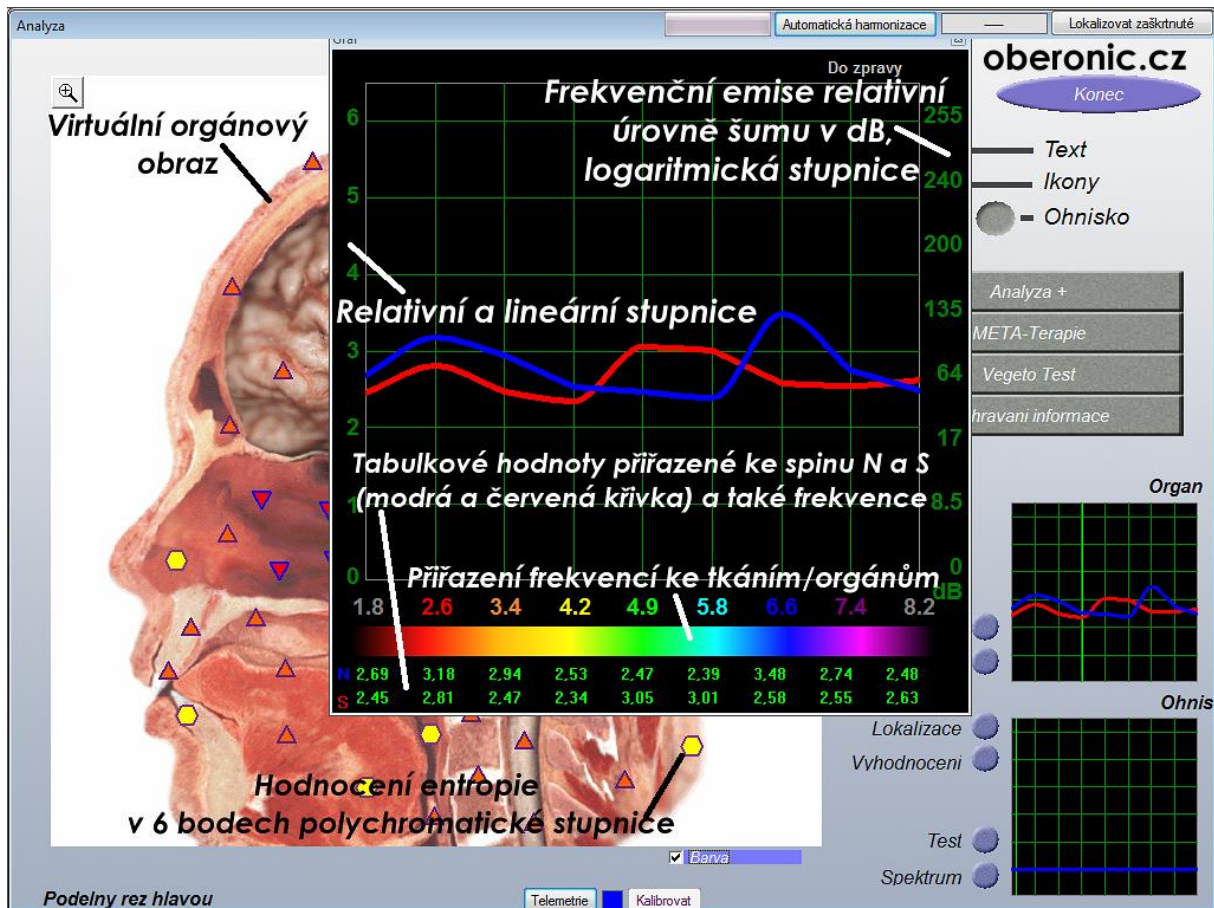 Analyza
Automatická harmonizace
Lokalizovat zaškrtnuté
oberonic.cz
Konec
Do zpravy
Virtuální orgánový
obraz
Frekvenční emise relativní
úrovně šumu v dB,
logaritmická stupnice
6
5
4
3
2
1
0
255
240
200
135
64
17
8.5
0
dB
Text
Ikony
Ohnisko
Relativní a lineární stupnice
Analyza +
META-Terapie
Vegeto Test
hravani informace
Tabulkové hodnoty přiřazené ke spinu N a S
(modrá a červená křivka) a také frekvence
Přiřazení frekvencí ke tkáním/orgánům
1.8 2.6 3.4 4.2 4.9 5.8 6.6 7.4 8.2
N 2,69 3,18 2,94 2,53 2,47 2,39 3,48 2,74 2,48
S 2,45 2,81 2,47 2,34 3,05 3,01 2,58 2,55 2,63
Organ
Ohnis
Lokalizace
Vyhodnoceni
Test
Spektrum
Hodnocení entropie
v 6 bodech polychromatické stupnice
Barva
Podelny rez hlavou
Telemetrie
Kalibrovat